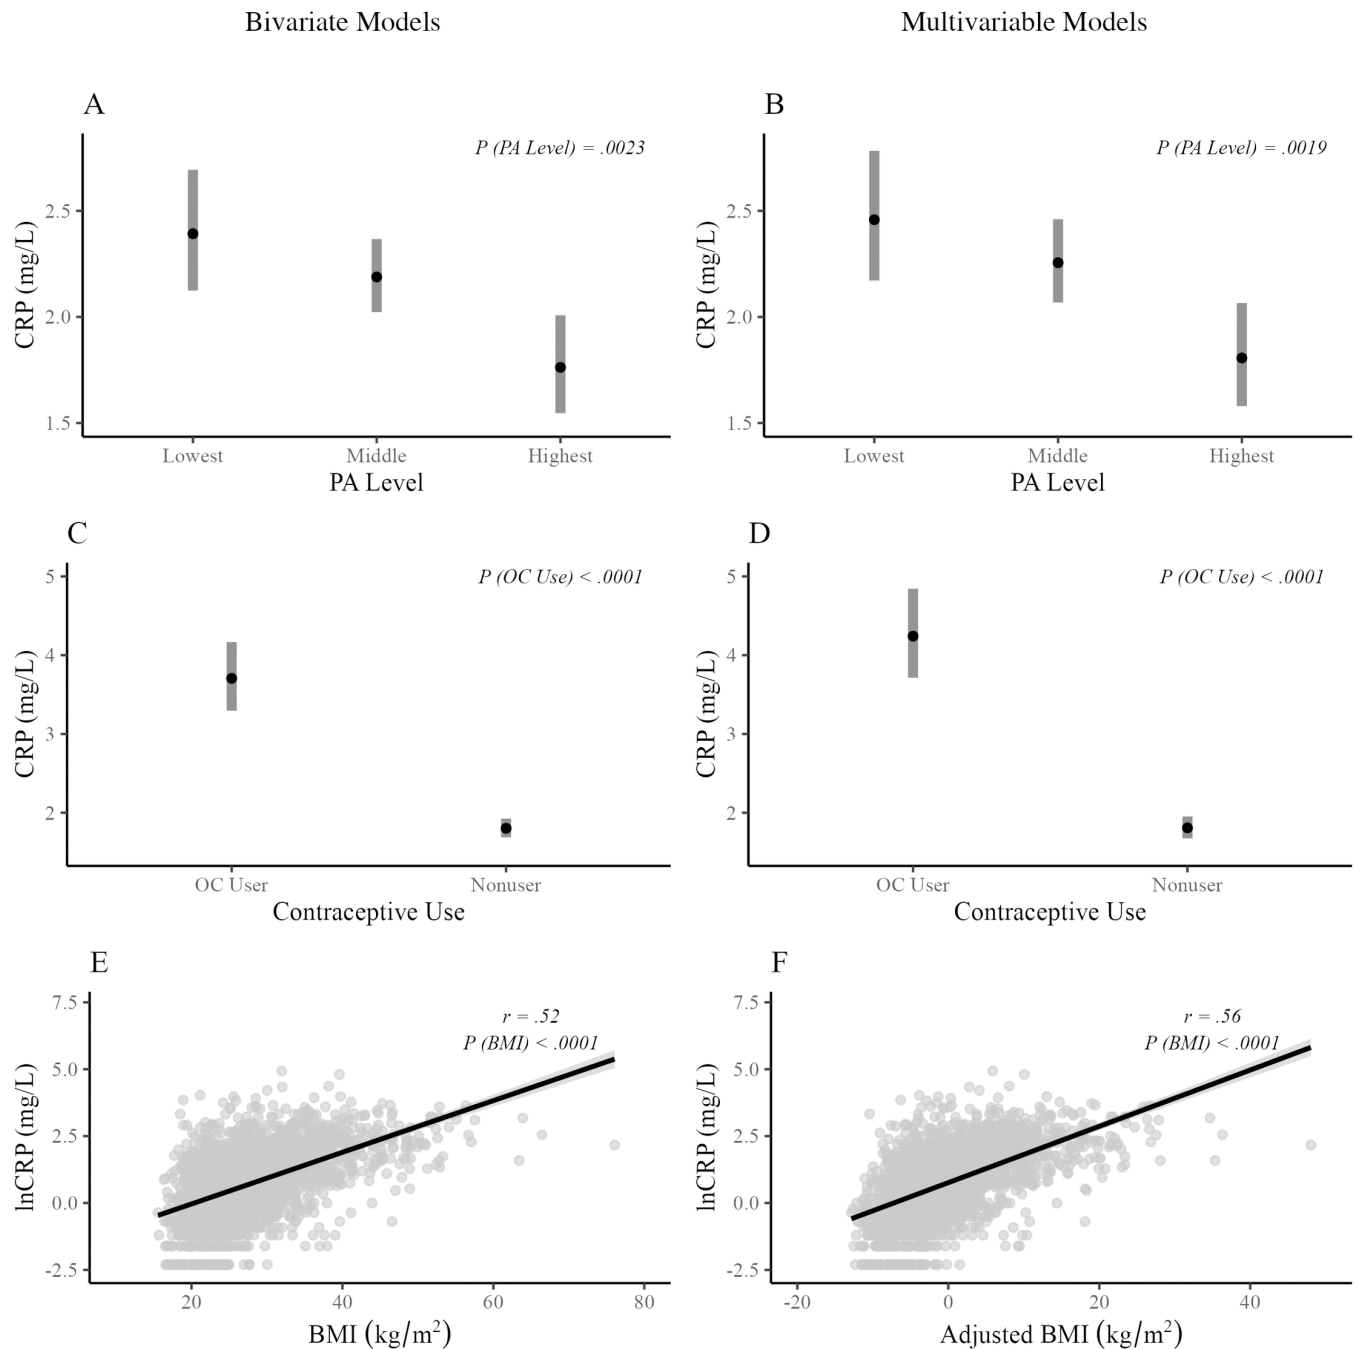 Bivariate Models
Multivariable Models
A
P (PA Level) = .0023
CRP (mg/L)
2.5
2.0
1.5
Lowest
Middle
Highest
PA Level
B
P (PA Level) = .0019
CRP (mg/L)
2.5
2.0
1.5
Lowest
Middle
Highest
PA Level
C
P (OC Use) < .0001
CRP (mg/L)
5
4
3
2
OC User
Nonuser
Contraceptive Use
D
P (OC Use) < .0001
CRP (mg/L)
5
4
3
2
OC User
Nonuser
Contraceptive Use
E
r = .52
P (BMI) < .0001
lnCRP (mg/L)
7.5
5.0
2.5
0.0
-2.5
20
40
60
80
BMI (kg/m²)
F
r = .56
P (BMI) < .0001
lnCRP (mg/L)
7.5
5.0
2.5
0.0
-2.5
-20
0
20
40
Adjusted BMI (kg/m²)